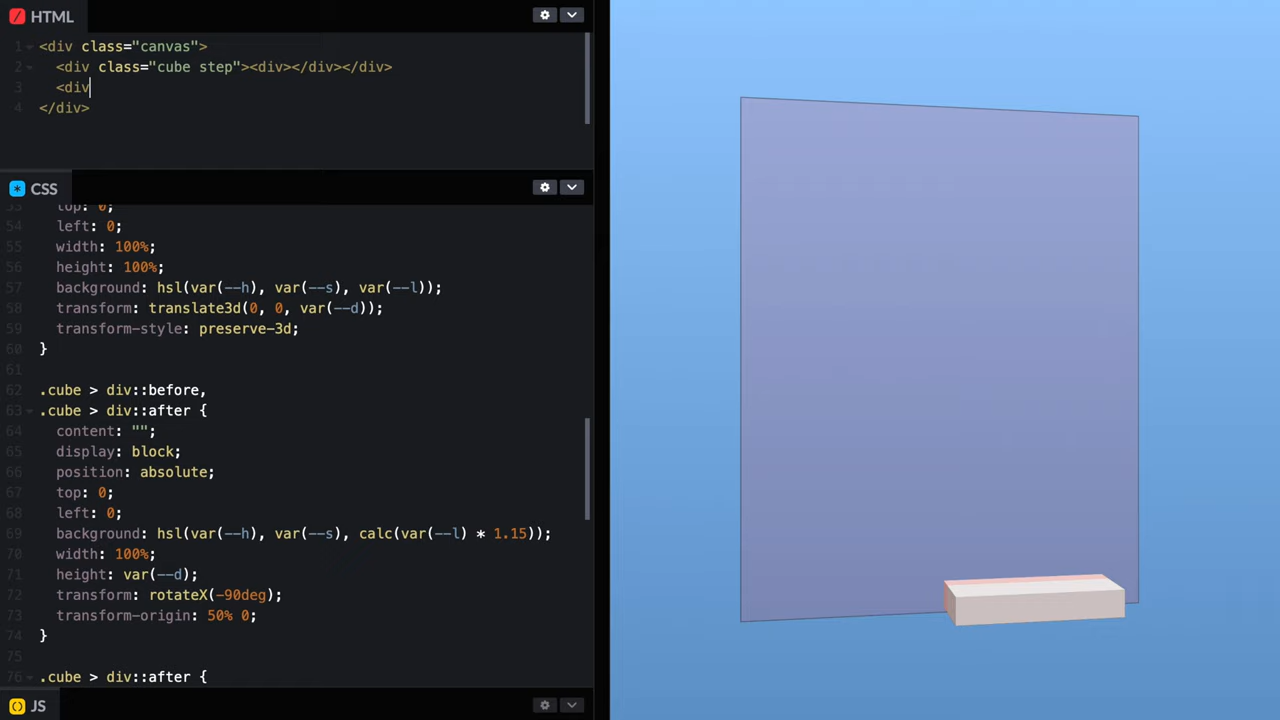 HTML
1 <div class="canvas">
2 <div class="cube step"><div></div></div>
3 <div
4 </div>
CSS
53 top: 0;
54 left: 0;
55 width: 100%;
56 height: 100%;
57 background: hsl(var(--h), var(--s), var(--l));
58 transform: translate3d(0, 0, var(--d));
59 transform-style: preserve-3d;
60 }
61
62 .cube > div::before,
63 .cube > div::after {
64 content: "";
65 display: block;
66 position: absolute;
67 top: 0;
68 left: 0;
69 background: hsl(var(--h), var(--s), calc(var(--l) * 1.15));
70 width: 100%;
71 height: var(--d);
72 transform: rotateX(-90deg);
73 transform-origin: 50% 0;
74 }
75
76 .cube > div::after {
JS